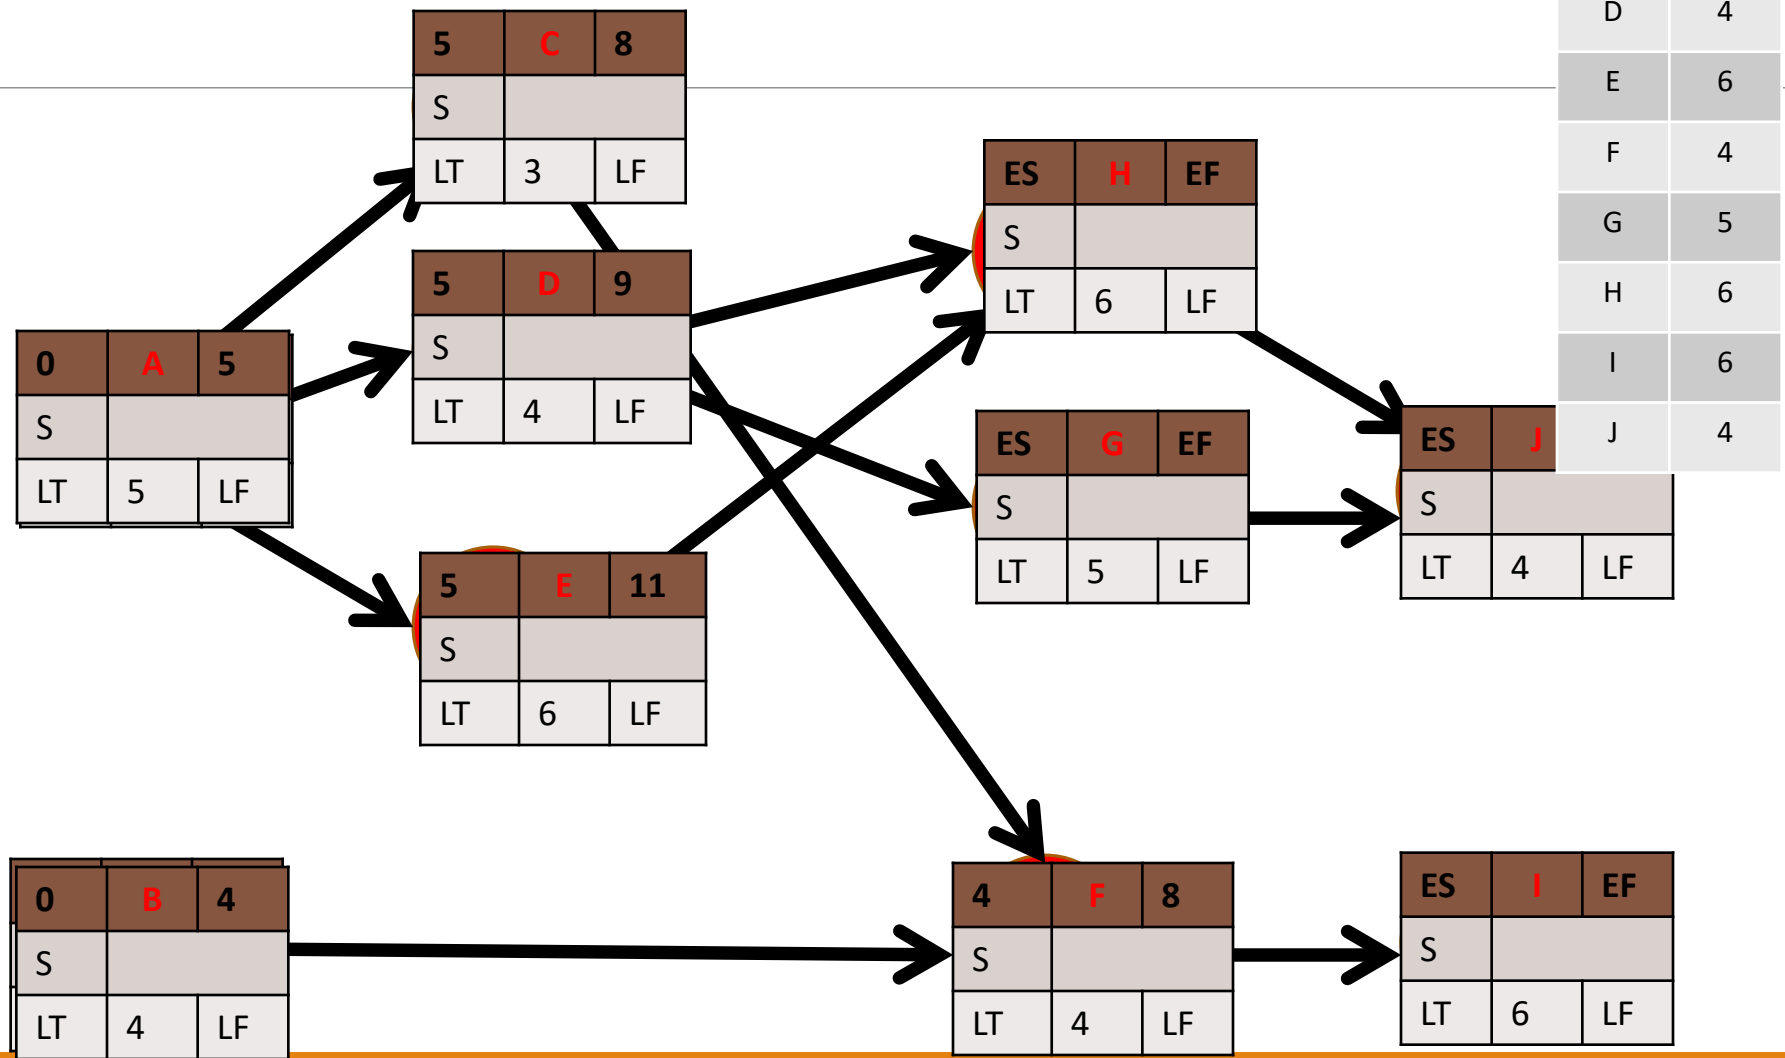 5 C 8
S
LT 3 LF
5 D 9
S
LT 4 LF
0 A 5
S
LT 5 LF
5 E 11
S
LT 6 LF
0 B 4
S
LT 4 LF
ES H EF
S
LT 6 LF
ES G EF
S
LT 5 LF
4 F 8
S
LT 4 LF
ES J
S
LT 4 LF
ES I EF
S
LT 6 LF
D 4
E 6
F 4
G 5
H 6
I 6
J 4